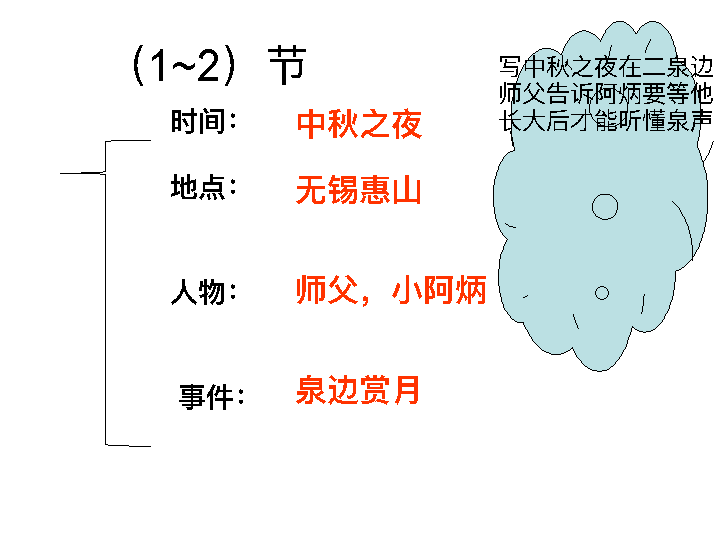 （1~2）节
写中秋之夜在二泉边
师父告诉阿炳要等他
长大后才能听懂泉声
时间： 中秋之夜
地点： 无锡惠山
人物： 师父，小阿炳
事件： 泉边赏月